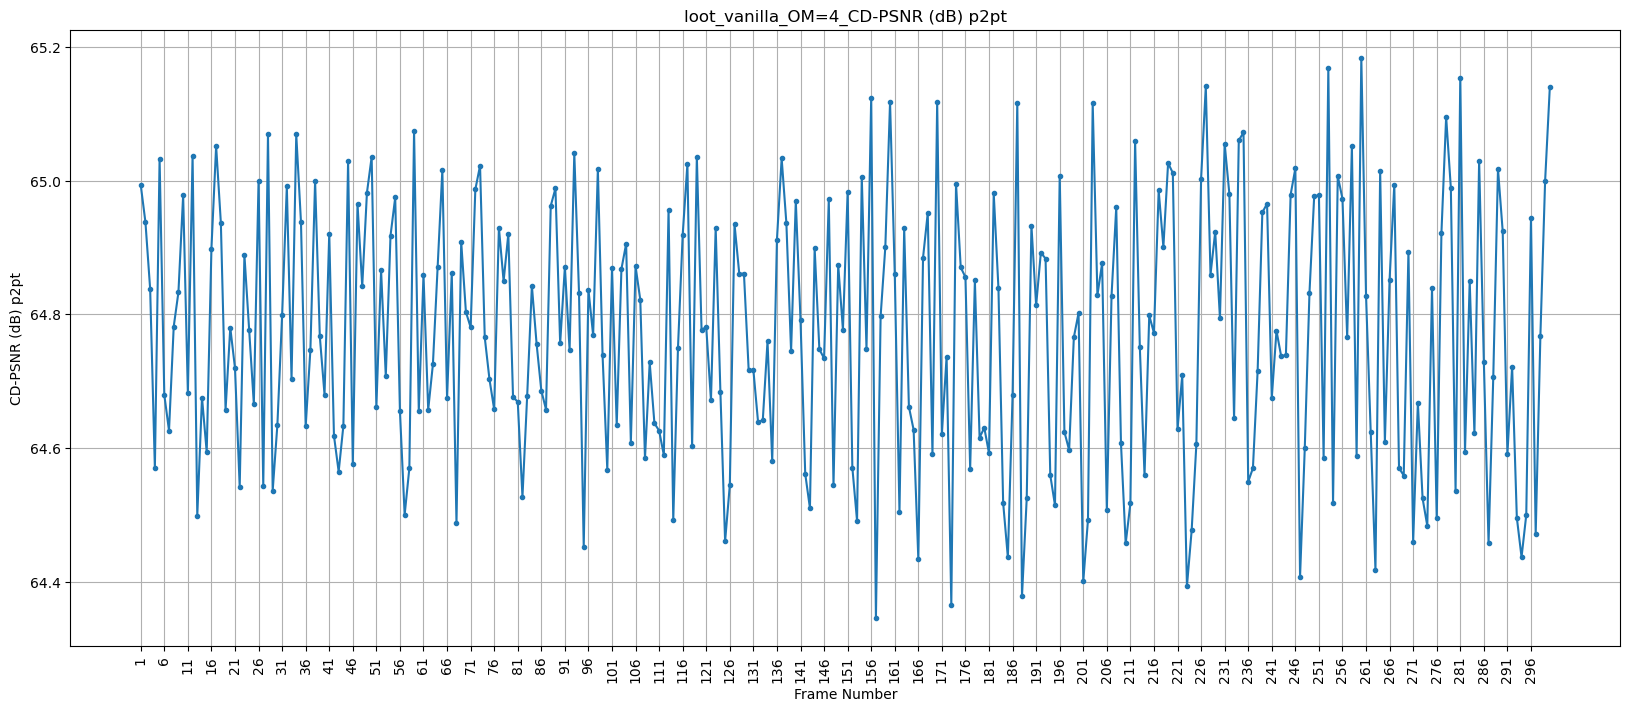 loot_vanilla_OM=4_CD-PSNR (dB) p2pt
CD-PSNR (dB) p2pt
65.2
65.0
64.8
64.6
64.4
1 6 11 16 21 26 31 36 41 46 51 56 61 66 71 76 81 86 91 96 101 106 111 116 121 126 131 136 141 146 151 156 161 166 171 176 181 186 191 196 201 206 211 216 221 226 231 236 241 246 251 256 261 266 271 276 281 286 291 296
Frame Number